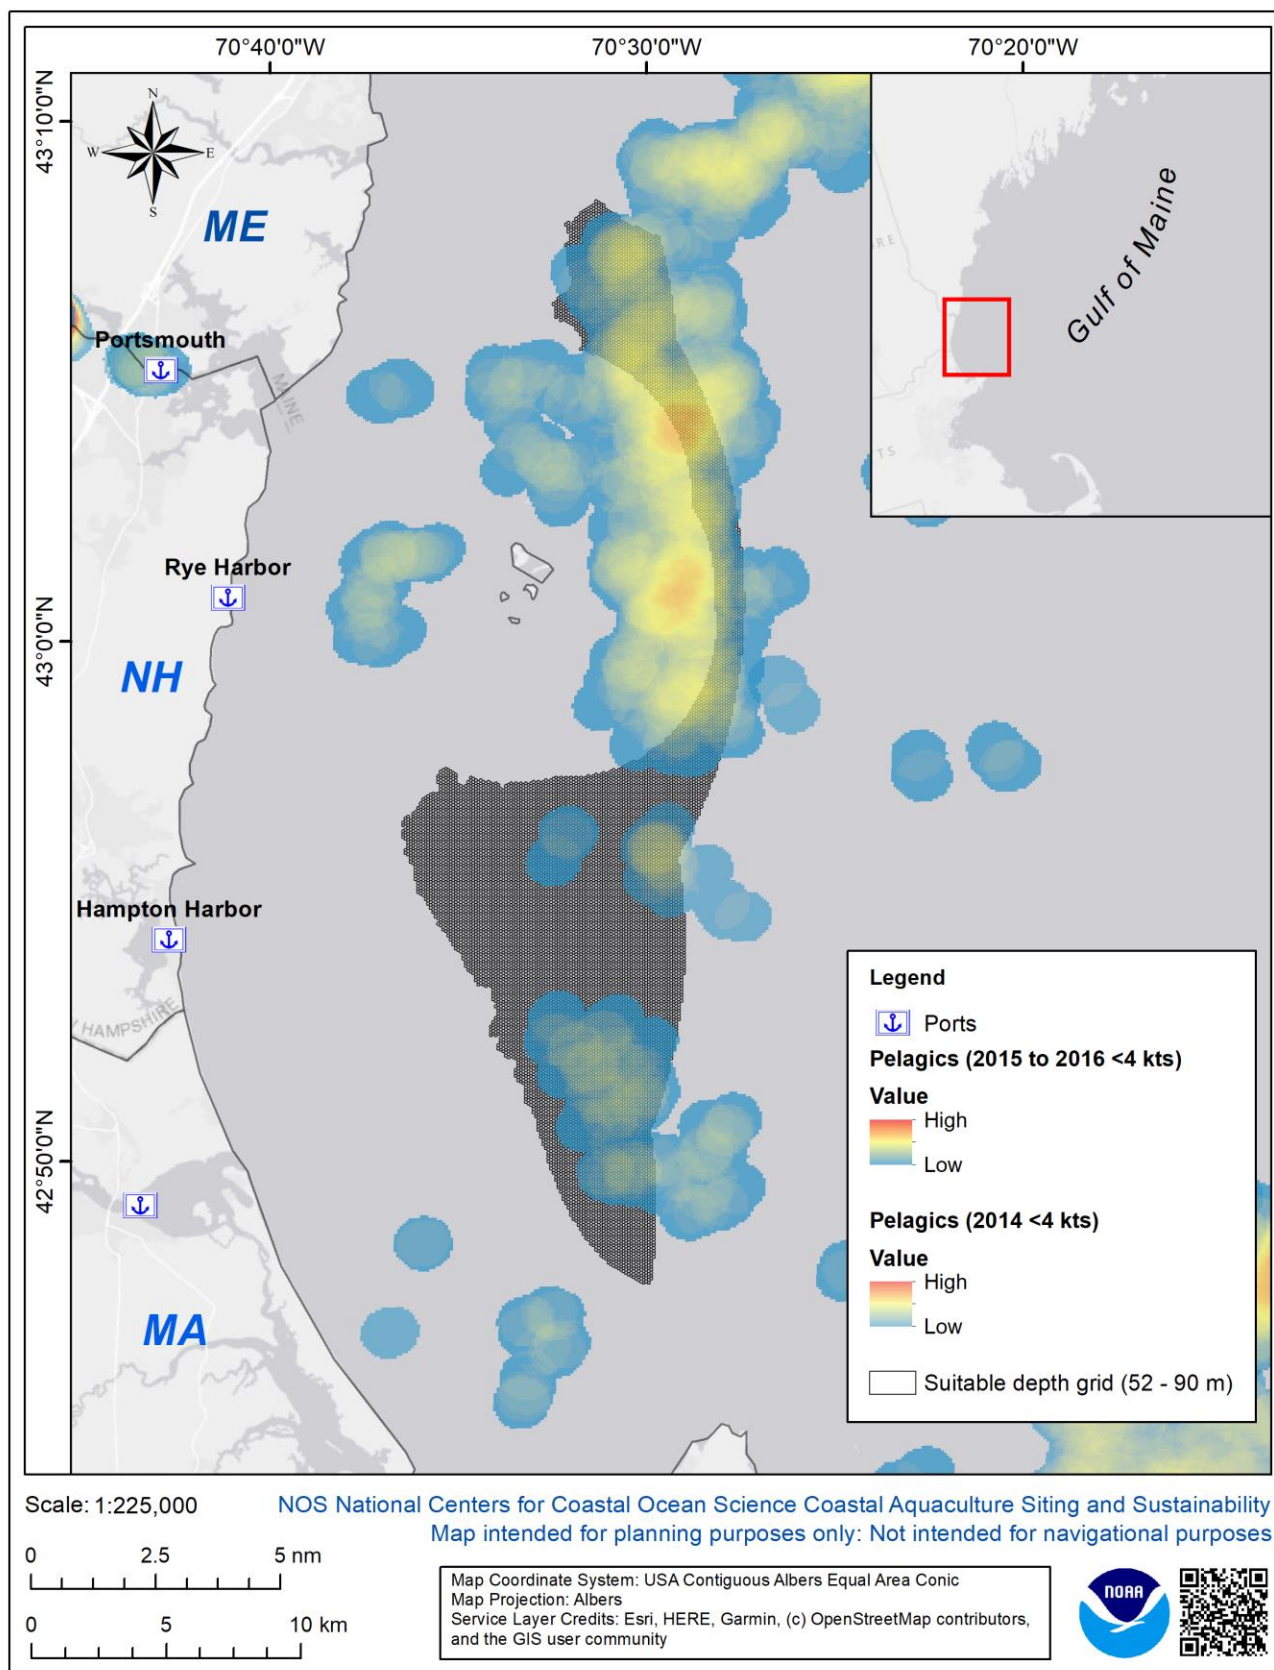 70°40'0"W 70°30'0"W 70°20'0"W
43°10'0"N
N
W E
S
ME
Gulf of Maine
Portsmouth
MAINE
Rye Harbor
43°0'0"N
NH
Hampton Harbor
HAMPSHIRE
42°50'0"N
MA
Legend
Ports
Pelagics (2015 to 2016 <4 kts)
Value
High
Low
Pelagics (2014 <4 kts)
Value
High
Low
Suitable depth grid (52 - 90 m)
Scale: 1:225,000
NOS National Centers for Coastal Ocean Science Coastal Aquaculture Siting and Sustainability
Map intended for planning purposes only: Not intended for navigational purposes
0 2.5 5 nm
0 5 10 km
Map Coordinate System: USA Contiguous Albers Equal Area Conic
Map Projection: Albers
Service Layer Credits: Esri, HERE, Garmin, (c) OpenStreetMap contributors,
and the GIS user community
NOAA